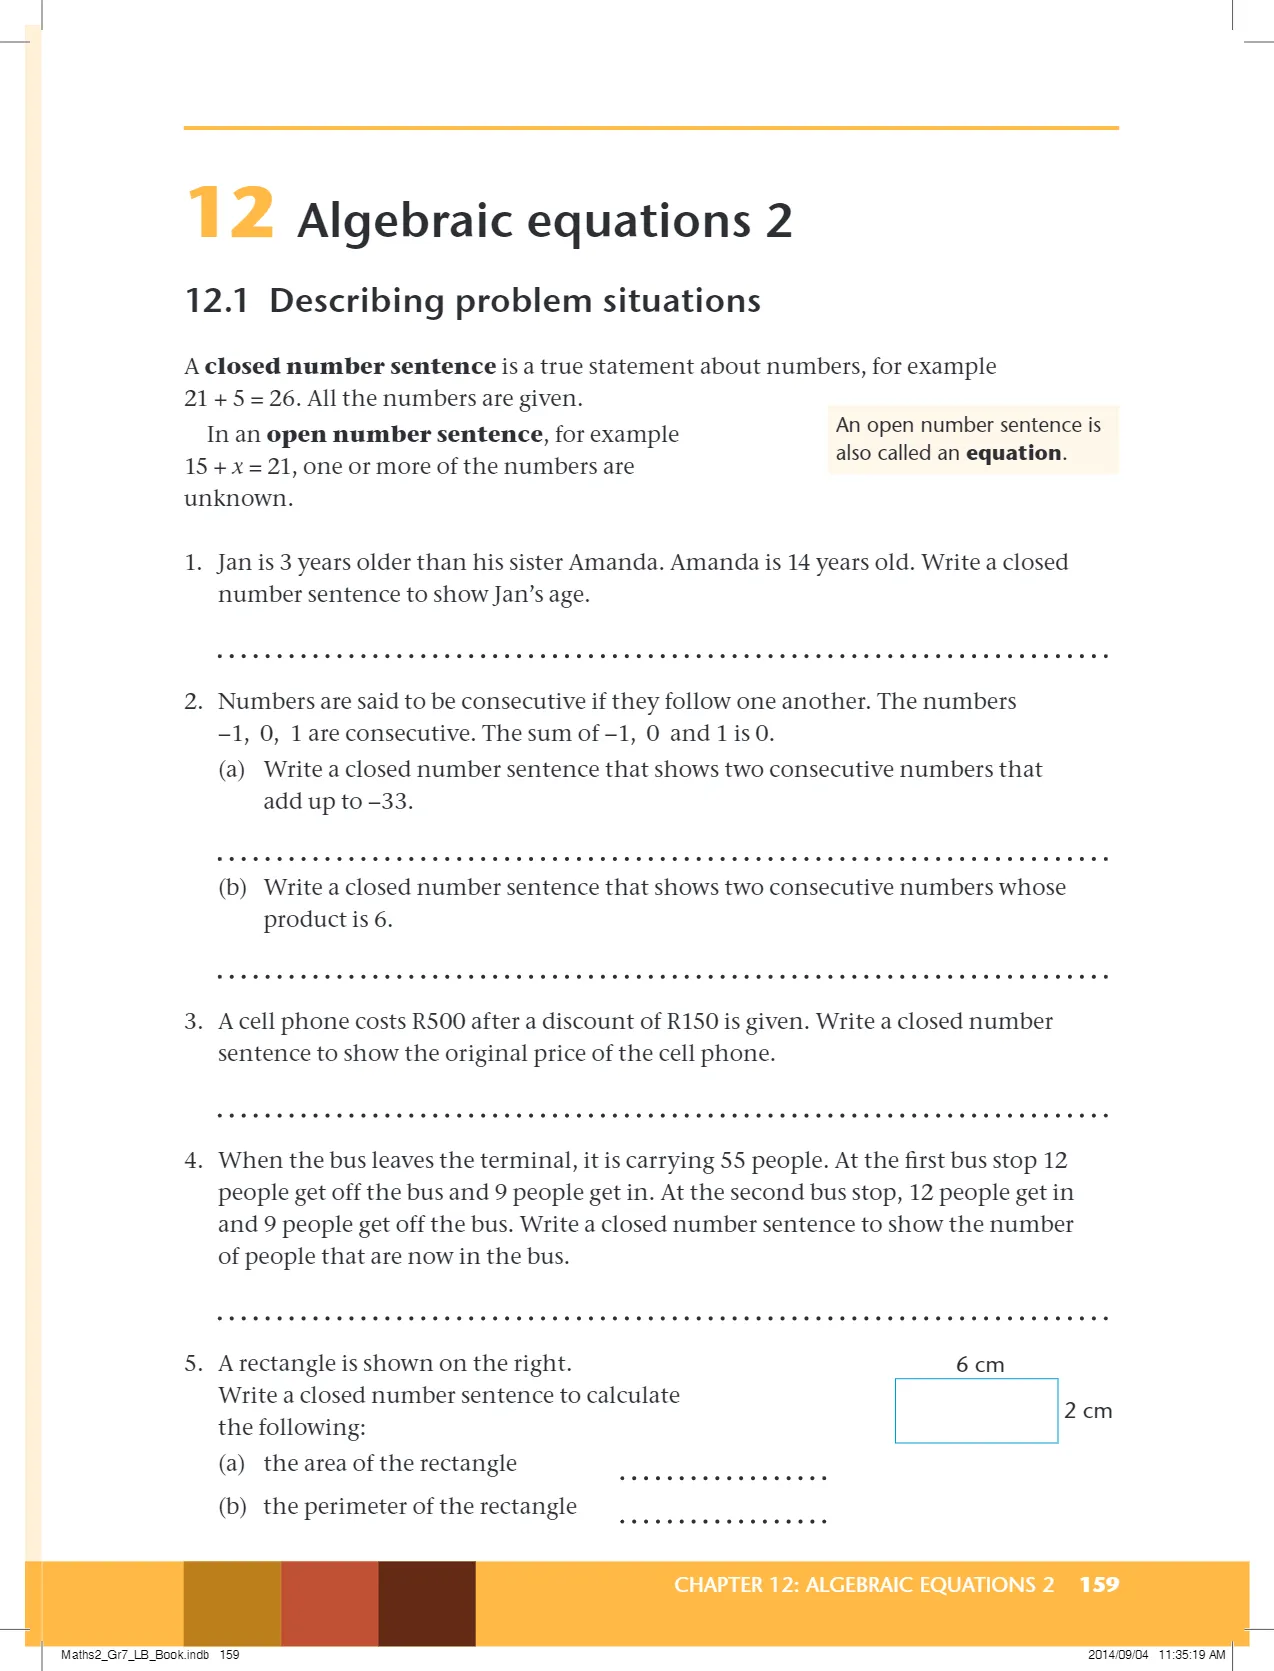 12 Algebraic equations 2
12.1 Describing problem situations
A closed number sentence is a true statement about numbers, for example
21 + 5 = 26. All the numbers are given.
In an open number sentence, for example
15 + x = 21, one or more of the numbers are
unknown.
An open number sentence is
also called an equation.
1. Jan is 3 years older than his sister Amanda. Amanda is 14 years old. Write a closed
number sentence to show Jan’s age.
2. Numbers are said to be consecutive if they follow one another. The numbers
–1, 0, 1 are consecutive. The sum of –1, 0 and 1 is 0.
(a) Write a closed number sentence that shows two consecutive numbers that
add up to –33.
(b) Write a closed number sentence that shows two consecutive numbers whose
product is 6.
3. A cell phone costs R500 after a discount of R150 is given. Write a closed number
sentence to show the original price of the cell phone.
4. When the bus leaves the terminal, it is carrying 55 people. At the first bus stop 12
people get off the bus and 9 people get in. At the second bus stop, 12 people get in
and 9 people get off the bus. Write a closed number sentence to show the number
of people that are now in the bus.
5. A rectangle is shown on the right.
Write a closed number sentence to calculate
the following:
(a) the area of the rectangle
(b) the perimeter of the rectangle
6 cm
2 cm
CHAPTER 12: ALGEBRAIC EQUATIONS 2 159
Maths2_Gr7_LB_Book.indb 159
2014/09/04 11:35:19 AM